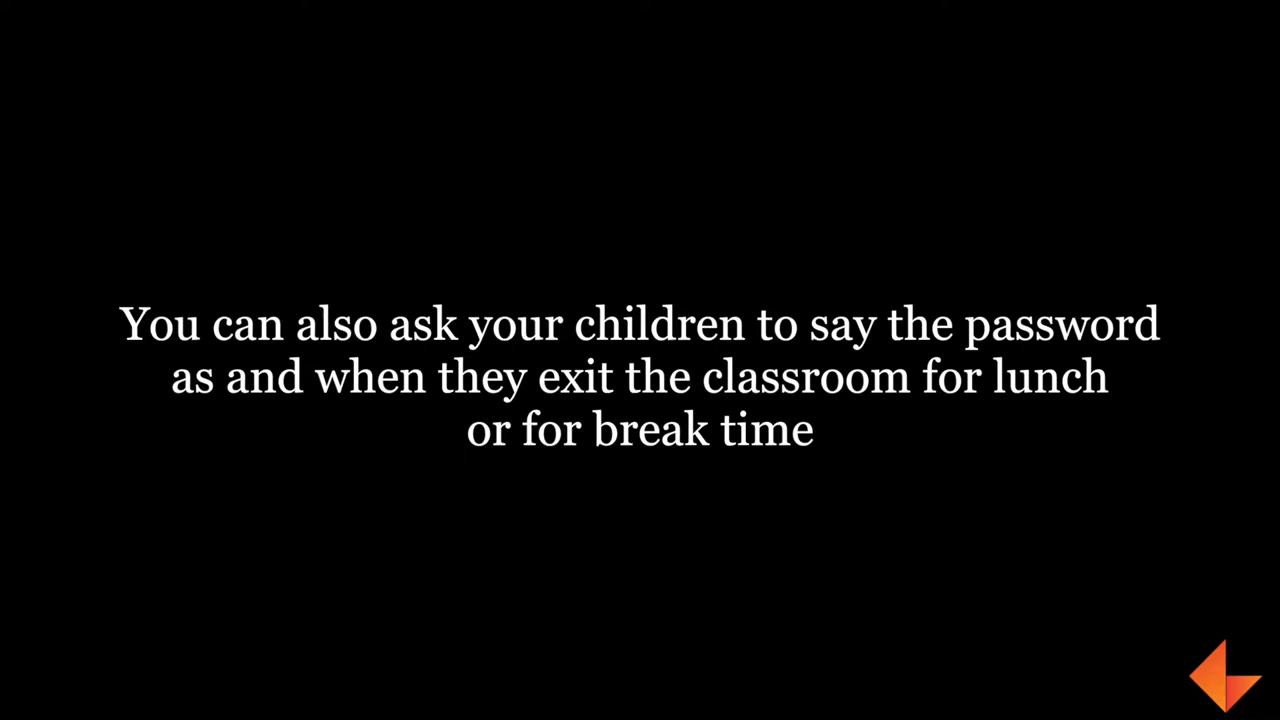 You can also ask your children to say the password
as and when they exit the classroom for lunch
or for break time